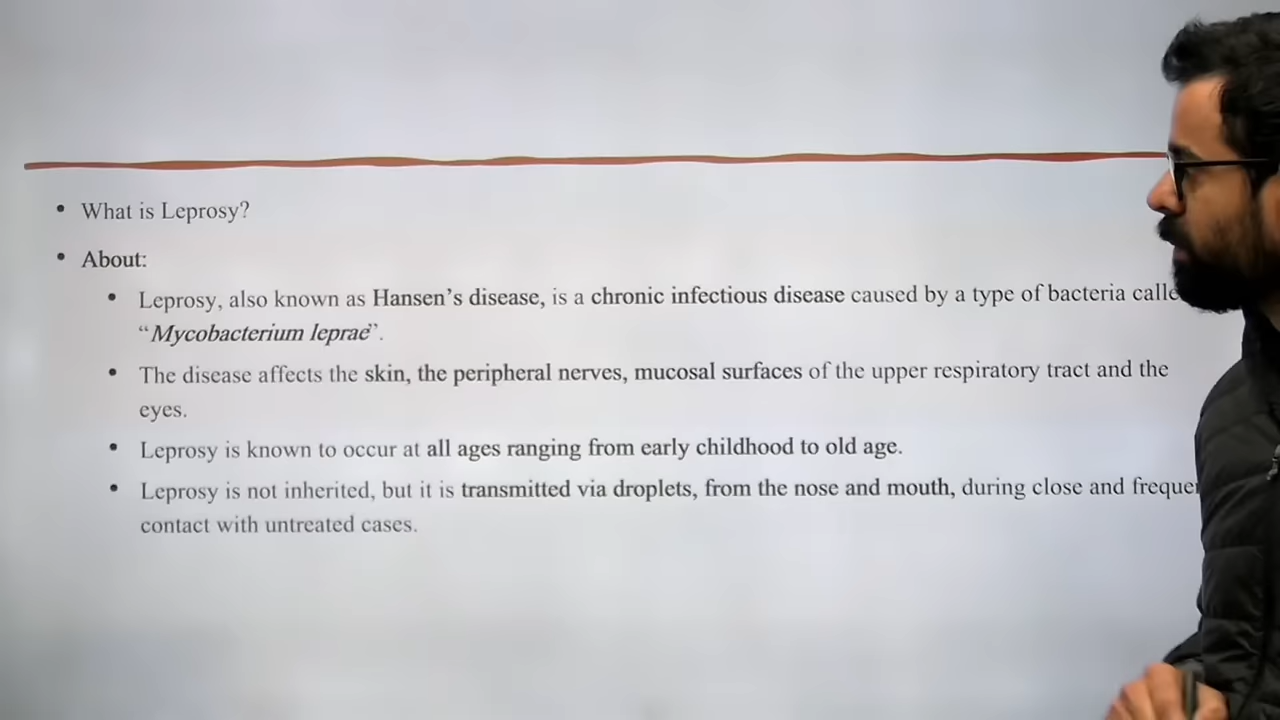 • What is Leprosy?
• About:
• Leprosy, also known as Hansen’s disease, is a chronic infectious disease caused by a type of bacteria
“Mycobacterium leprae”.
• The disease affects the skin, the peripheral nerves, mucosal surfaces of the upper respiratory tract and the
eyes.
• Leprosy is known to occur at all ages ranging from early childhood to old age.
• Leprosy is not inherited, but it is transmitted via droplets, from the nose and mouth, during close and
contact with untreated cases.